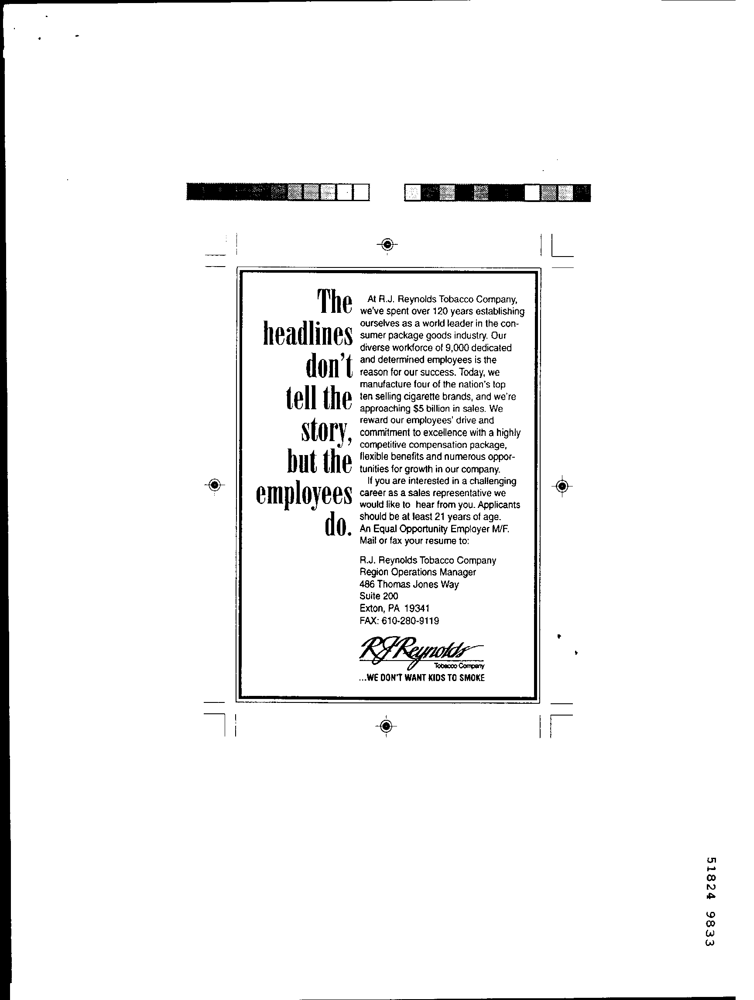 The
headlines
don't
tell the
story,
but the
employees
do.
At R.J. Reynolds Tobacco Company,
we've spent over 120 years establishing
ourselves as a world leader in the con-
sumer package goods industry. Our
diverse workforce of 9,000 dedicated
and determined employees is the
reason for our success. Today, we
manufacture four of the nation's top
ten selling cigarette brands, and we're
approaching $5 billion in sales. We
reward our employees' drive and
commitment to excellence with a highly
competitive compensation package,
flexible benefits and numerous oppor-
tunities for growth in our company.
If you are interested in a challenging
career as a sales representative we
would like to hear from you. Applicants
should be at least 21 years of age.
An Equal Opportunity Employer M/F.
Mail or fax your resume to:
R.J. Reynolds Tobacco Company
Region Operations Manager
486 Thomas Jones Way
Suite 200
Exton, PA 19341
FAX: 610-280-9119
RJReynolds
Tobacco Company
...WE DON'T WANT KIDS TO SMOKE
51824 9833